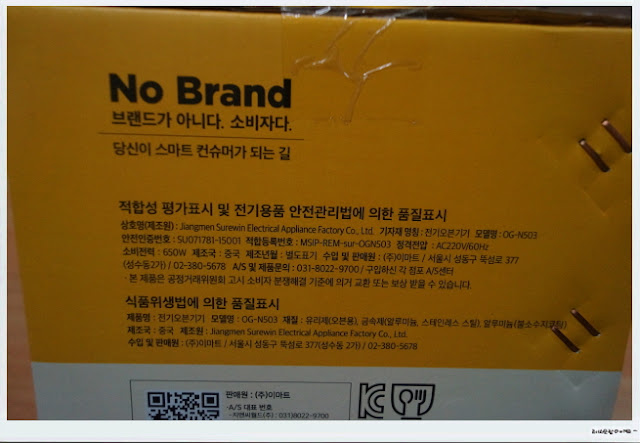 No Brand
브랜드가 아니다. 소비자다.
당신이 스마트 컨슈머가 되는 길
적합성 평가표시 및 전기용품 안전관리법에 의한 품질표시
상호명(제조원) : Jiangmen Surewin Electrical Appliance Factory Co., Ltd. 기자재 명칭 : 전기오븐기기 모델명 : OG-N503
안전인증번호 : SU071781-15001 적합등록번호 : MSIP-REM-sur-OGN503 정격전압 : AC220V/60Hz
소비전력 : 650W 제조국 : 중국 제조년월 : 별도표기 수입 및 판매원 : (주)이마트 / 서울시 성동구 뚝섬로 377
(성수동2가) / 02-380-5678 A/S 및 제품문의 : 031-8022-9700 / 구입하신 각 점포 A/S센터
· 본 제품은 공정거래위원회 고시 소비자 분쟁해결 기준에 의거 교환 또는 보상 받을 수 있습니다.
식품위생법에 의한 품질표시
제품명 : 전기오븐기기 모델명 : OG-N503 재질 : 유리제(오븐용), 금속제(알루미늄, 스테인레스 스틸), 알루미늄(불소수지코팅)
제조국 : 중국 제조원 : Jiangmen Surewin Electrical Appliance Factory Co., Ltd.
수입 및 판매원 : (주)이마트 / 서울시 성동구 뚝섬로 377(성수동 2가) / 02-380-5678
판매원 : (주)이마트
·A/S 대표 번호
- 지엔씨월드(주) : 031)8022-9700